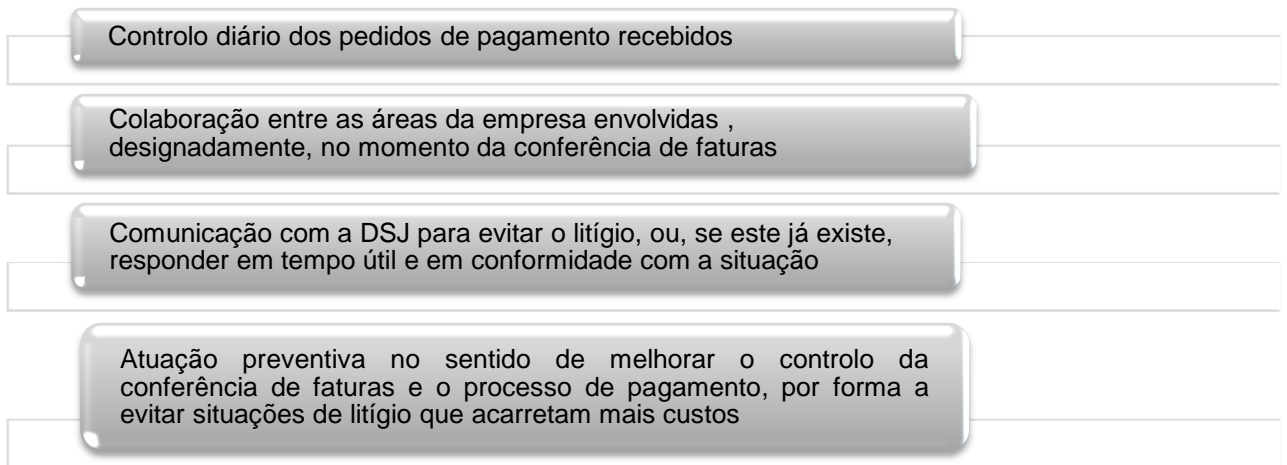 Controlo diário dos pedidos de pagamento recebidos
Colaboração entre as áreas da empresa envolvidas ,
designadamente, no momento da conferência de faturas
Comunicação com a DSJ para evitar o litígio, ou, se este já existe,
responder em tempo útil e em conformidade com a situação
Atuação preventiva no sentido de melhorar o controlo da
conferência de faturas e o processo de pagamento, por forma a
evitar situações de litígio que acarretam mais custos